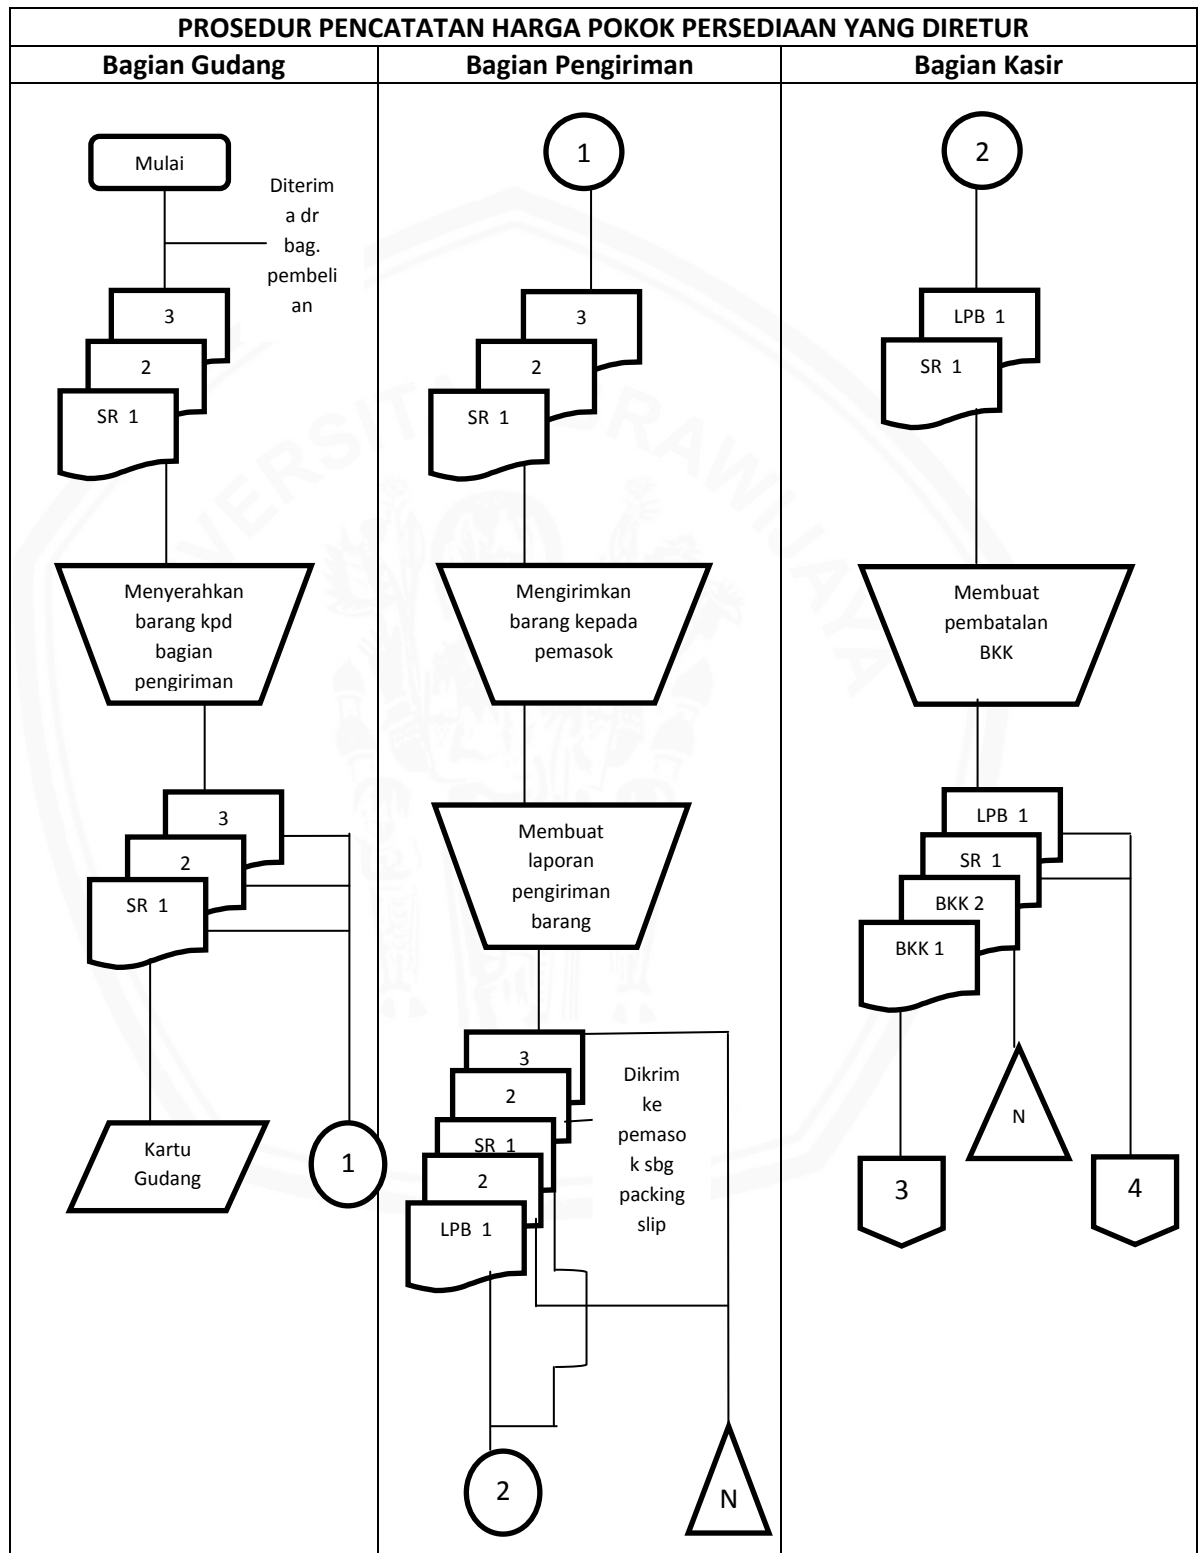 PROSEDUR PENCATATAN HARGA POKOK PERSEDIAAN YANG DIRETUR
Bagian Gudang
Mulai
Diterim
a dr
bag.
pembeli
an
3
2
SR 1
Menyerahkan
barang kpd
bagian
pengiriman
3
2
SR 1
Kartu
Gudang
1
Bagian Pengiriman
1
3
2
SR 1
Mengirimkan
barang kepada
pemasok
Membuat
laporan
pengiriman
barang
3
2
SR 1
2
LPB 1
Dikrim
ke
pemaso
k sbg
packing
slip
2
N
Bagian Kasir
2
LPB 1
SR 1
Membuat
pembatalan
BKK
LPB 1
SR 1
BKK 2
BKK 1
N
3
4